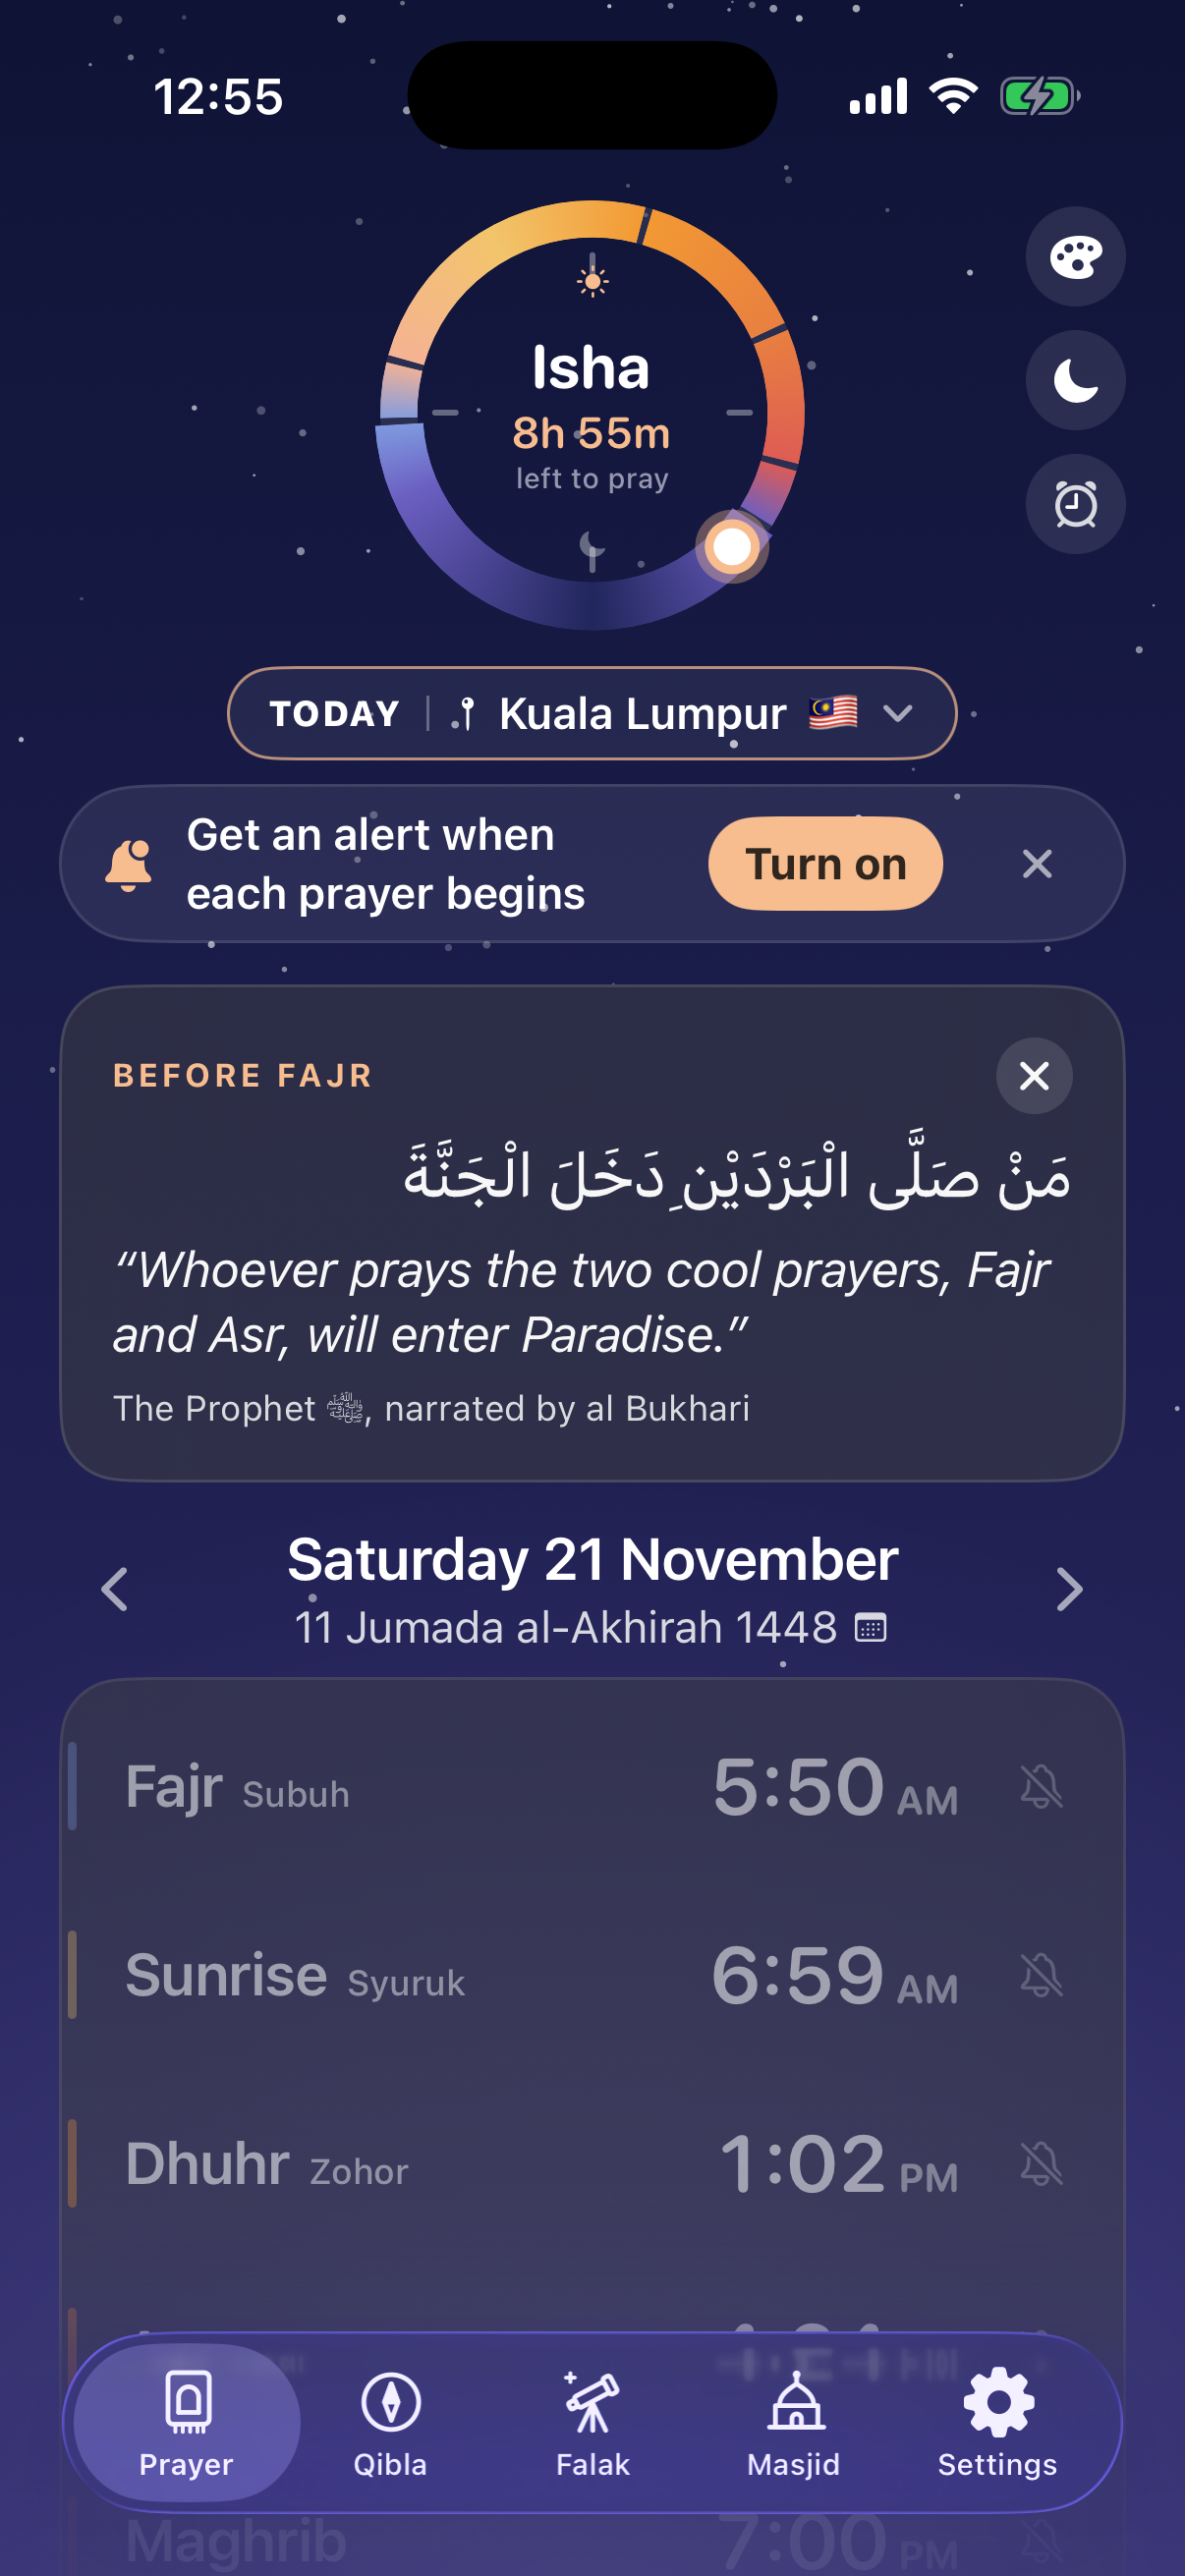 12:55
Isha
8h 55m
left to pray
TODAY | Kuala Lumpur 🇲🇾
Get an alert when
each prayer begins
Turn on
BEFORE FAJR
مَنْ صَلَّى الْبَرْدَيْنِ دَخَلَ الْجَنَّةَ
“Whoever prays the two cool prayers, Fajr
and Asr, will enter Paradise.”
The Prophet ﷺ, narrated by al Bukhari
Saturday 21 November
11 Jumada al-Akhirah 1448
Fajr Subuh 5:50 AM
Sunrise Syuruk 6:59 AM
Dhuhr Zohor 1:02 PM
Prayer
Qibla
Falak
Masjid
Settings
Maghrib 7:00 PM